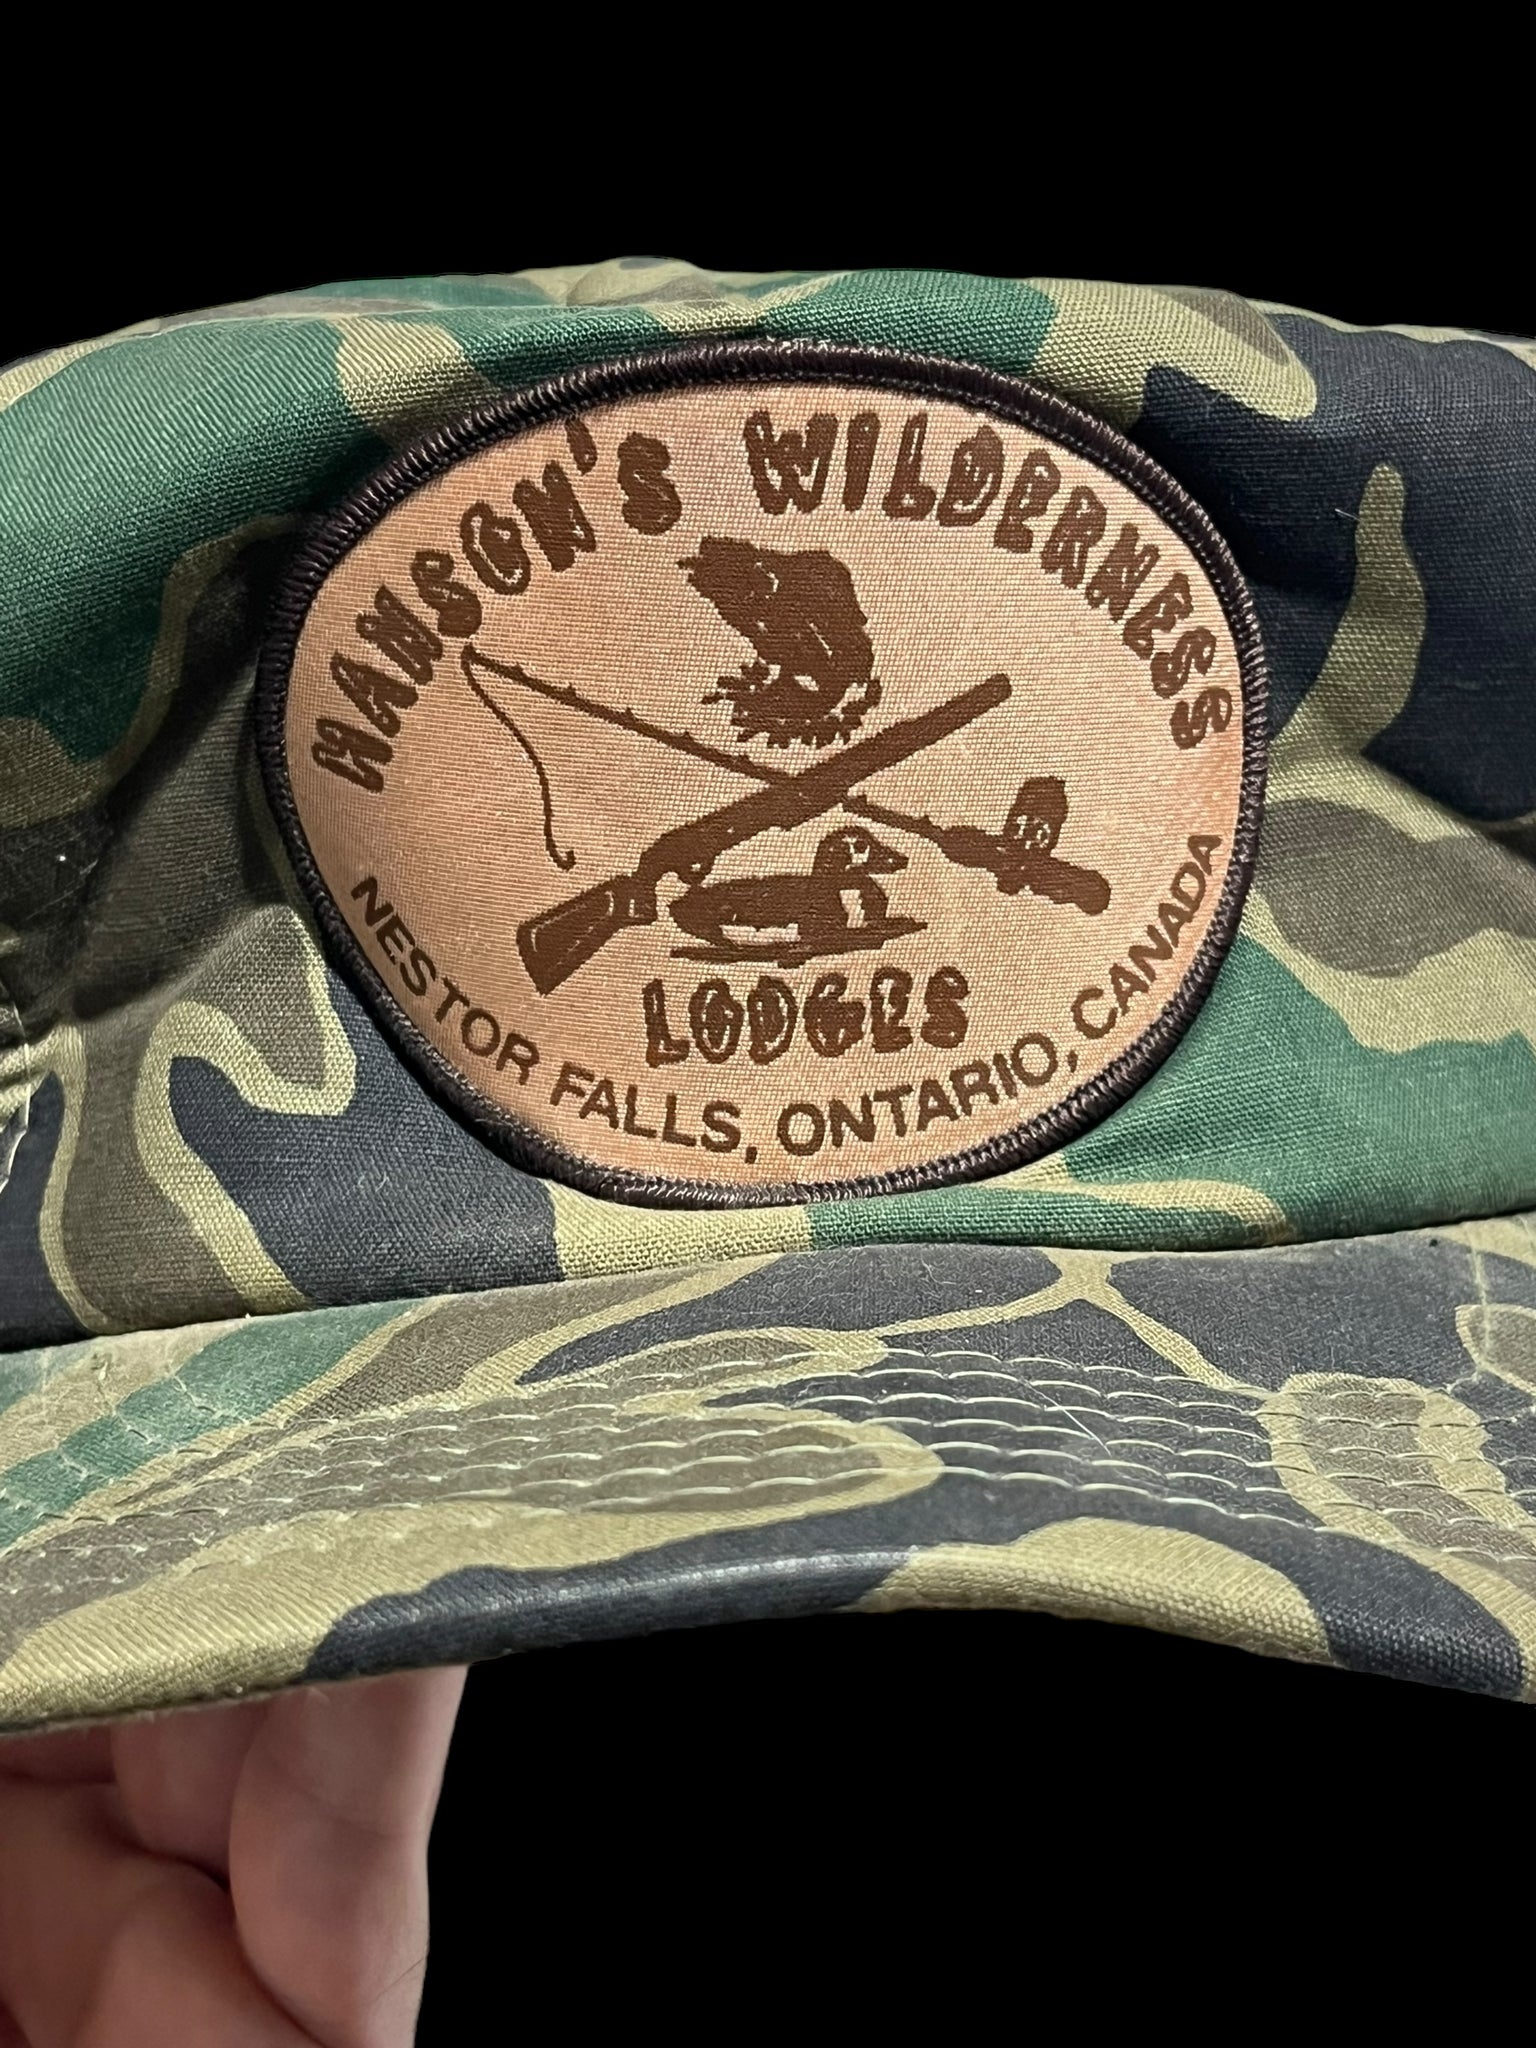 HANSON'S WILDERNESS
LODGES
NESTOR FALLS, ONTARIO, CANADA